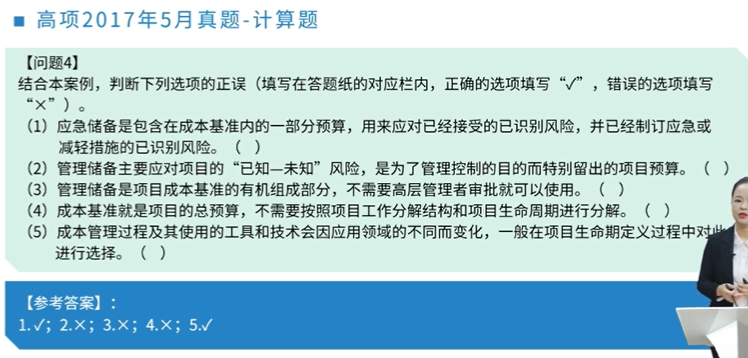 ■ 高项2017年5月真题-计算题
【问题4】
结合本案例，判断下列选项的正误（填写在答题纸的对应栏内，正确的选项填写“√”，错误的选项填写
“×”）。
（1）应急储备是包含在成本基准内的一部分预算，用来应对已经接受的已识别风险，并已经制订应急或
减轻措施的已识别风险。（ ）
（2）管理储备主要应对项目的“已知—未知”风险，是为了管理控制的目的而特别留出的项目预算。（ ）
（3）管理储备是项目成本基准的有机组成部分，不需要高层管理者审批就可以使用。（ ）
（4）成本基准就是项目的总预算，不需要按照项目工作分解结构和项目生命周期进行分解。（ ）
（5）成本管理过程及其使用的工具和技术会因应用领域的不同而变化，一般在项目生命期定义过程中对此
进行选择。（ ）
【参考答案】：
1.√；2.×；3.×；4.×；5.√